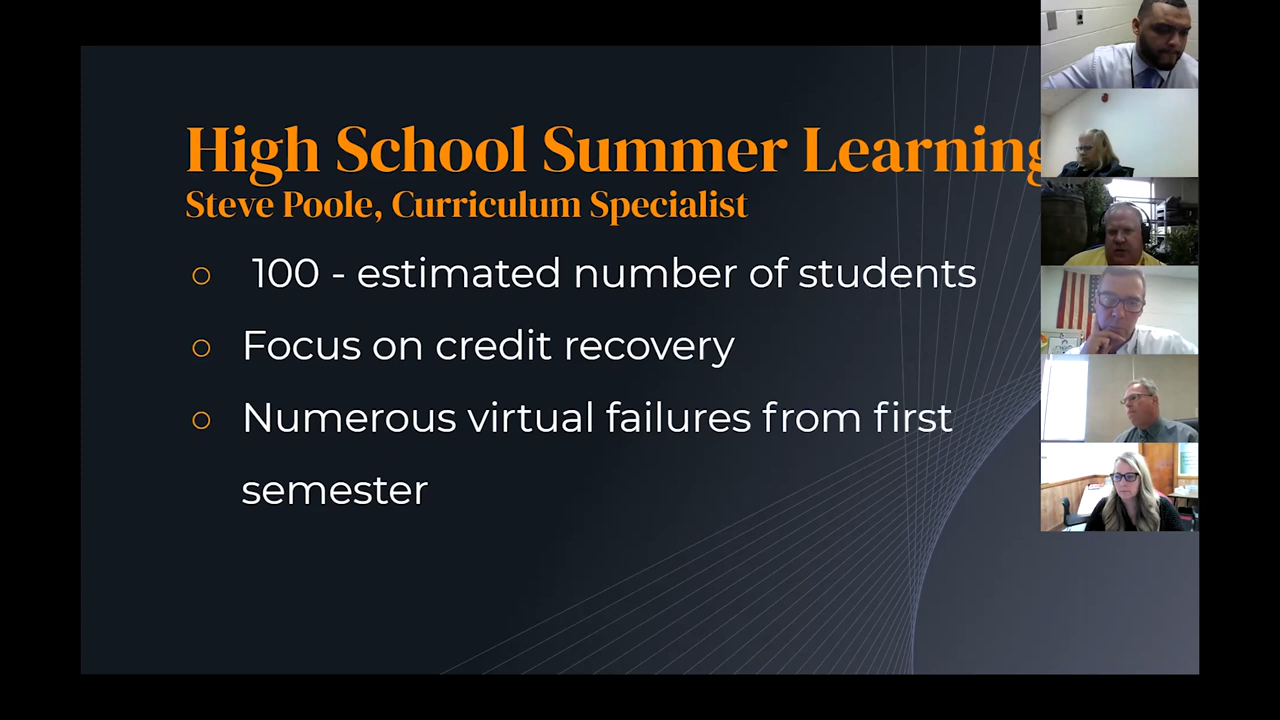 High School Summer Learning
Steve Poole, Curriculum Specialist
100 - estimated number of students
Focus on credit recovery
Numerous virtual failures from first
semester